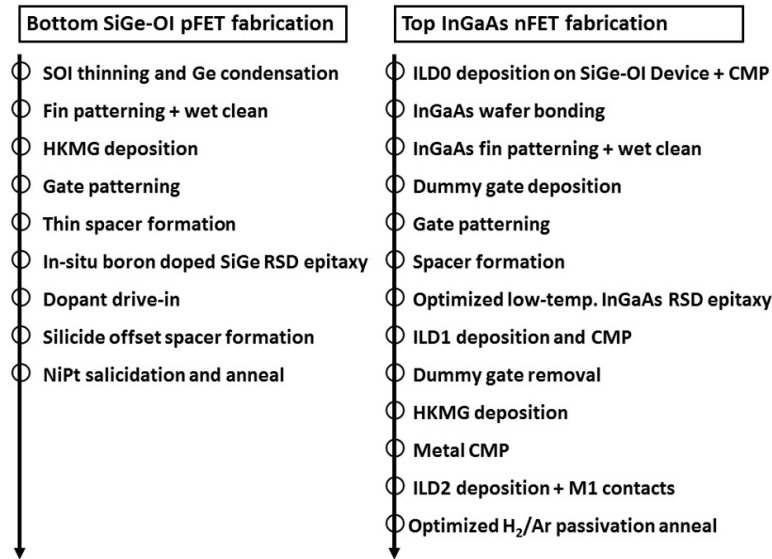 Bottom SiGe-OI pFET fabrication
SOI thinning and Ge condensation
Fin patterning + wet clean
HKMG deposition
Gate patterning
Thin spacer formation
In-situ boron doped SiGe RSD epitaxy
Dopant drive-in
Silicide offset spacer formation
NiPt salicidation and anneal
Top InGaAs nFET fabrication
ILD0 deposition on SiGe-OI Device + CMP
InGaAs wafer bonding
InGaAs fin patterning + wet clean
Dummy gate deposition
Gate patterning
Spacer formation
Optimized low-temp. InGaAs RSD epitaxy
ILD1 deposition and CMP
Dummy gate removal
HKMG deposition
Metal CMP
ILD2 deposition + M1 contacts
Optimized H₂/Ar passivation anneal